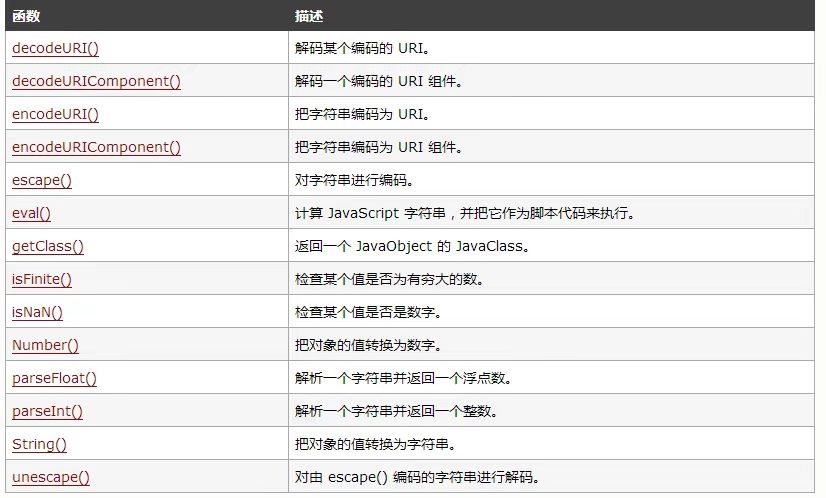 函数 描述
decodeURI() 解码某个编码的 URI。
decodeURIComponent() 解码一个编码的 URI 组件。
encodeURI() 把字符串编码为 URI。
encodeURIComponent() 把字符串编码为 URI 组件。
escape() 对字符串进行编码。
eval() 计算 JavaScript 字符串，并把它作为脚本代码来执行。
getClass() 返回一个 JavaObject 的 JavaClass。
isFinite() 检查某个值是否为有穷大的数。
isNaN() 检查某个值是否是数字。
Number() 把对象的值转换为数字。
parseFloat() 解析一个字符串并返回一个浮点数。
parseInt() 解析一个字符串并返回一个整数。
String() 把对象的值转换为字符串。
unescape() 对由 escape() 编码的字符串进行解码。